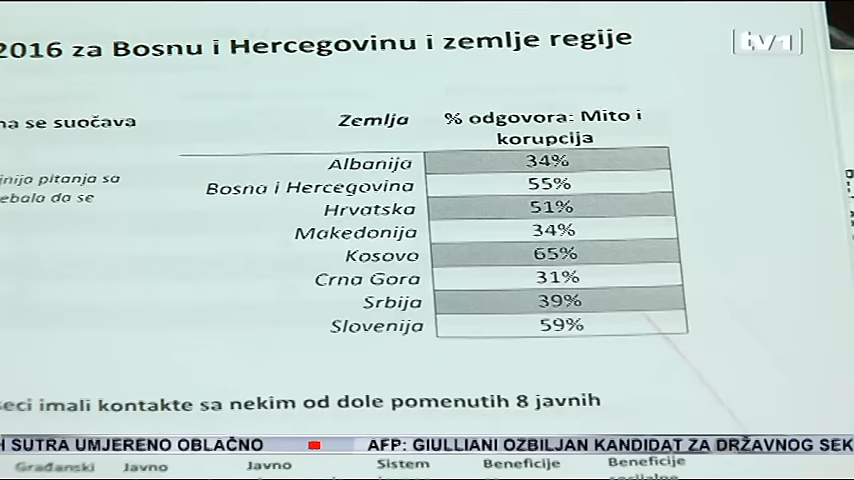 2016 za Bosnu i Hercegovinu i zemlje regije
tv1
na se suočava
Zemlja
% odgovora: Mito i
korupcija
njio pitanja sa
ebala da se
Albanija 34%
Bosna i Hercegovina 55%
Hrvatska 51%
Makedonija 34%
Kosovo 65%
Crna Gora 31%
Srbija 39%
Slovenija 59%
seci imali kontakte sa nekim od dole pomenutih 8 javnih
H SUTRA UMJERENO OBLAČNO AFP: GIULLIANI OZBILJAN KANDIDAT ZA DRŽAVNOG SEK
Građanski Javno Javno Sistem Beneficije Beneficije